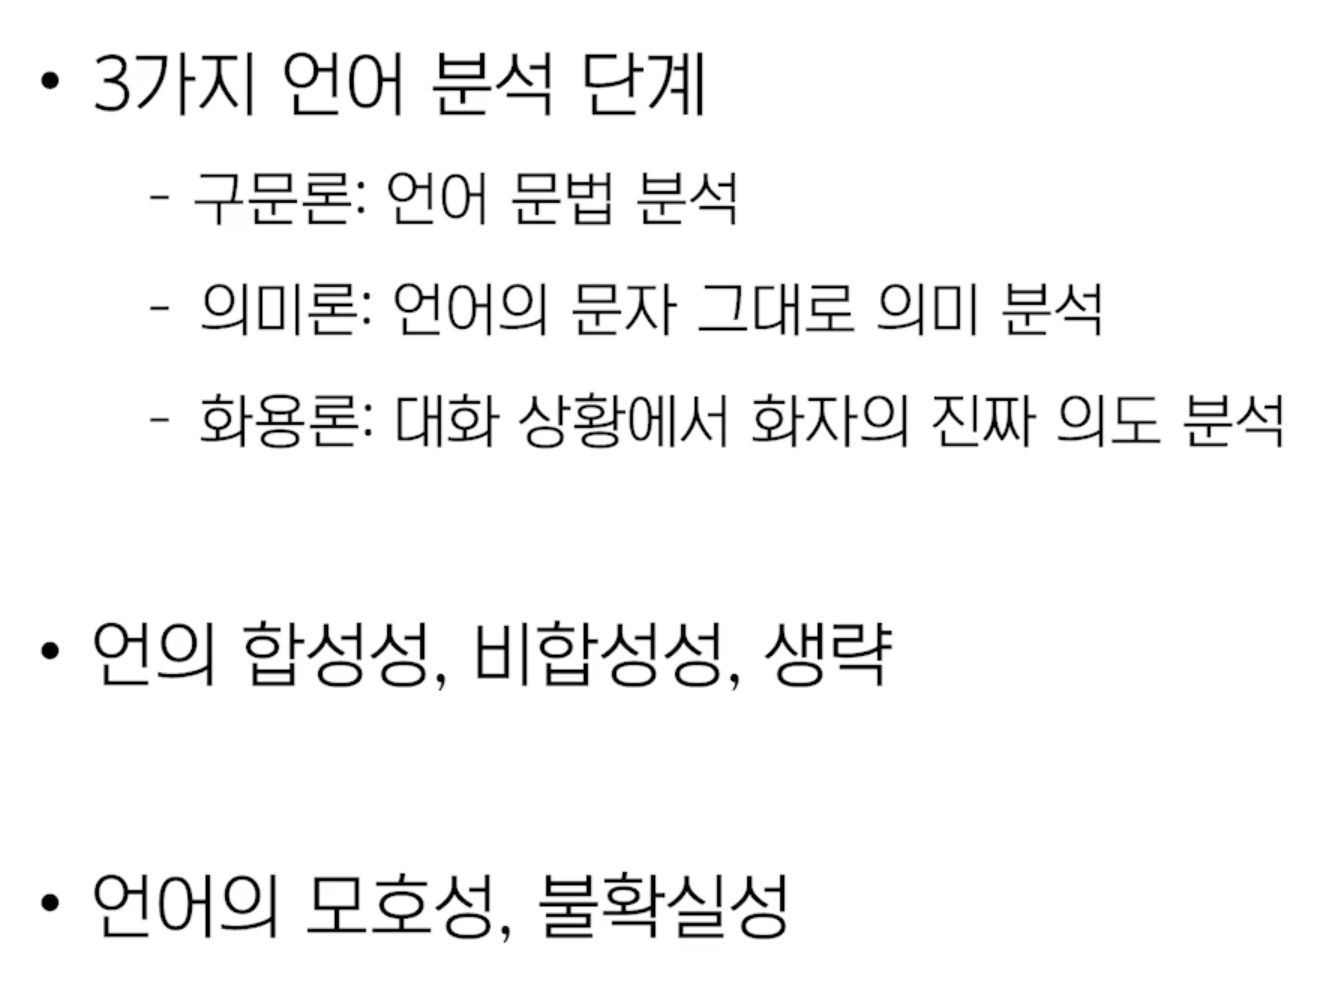 • 3가지 언어 분석 단계
- 구문론: 언어 문법 분석
- 의미론: 언어의 문자 그대로 의미 분석
- 화용론: 대화 상황에서 화자의 진짜 의도 분석
• 언의 합성성, 비합성성, 생략
• 언어의 모호성, 불확실성